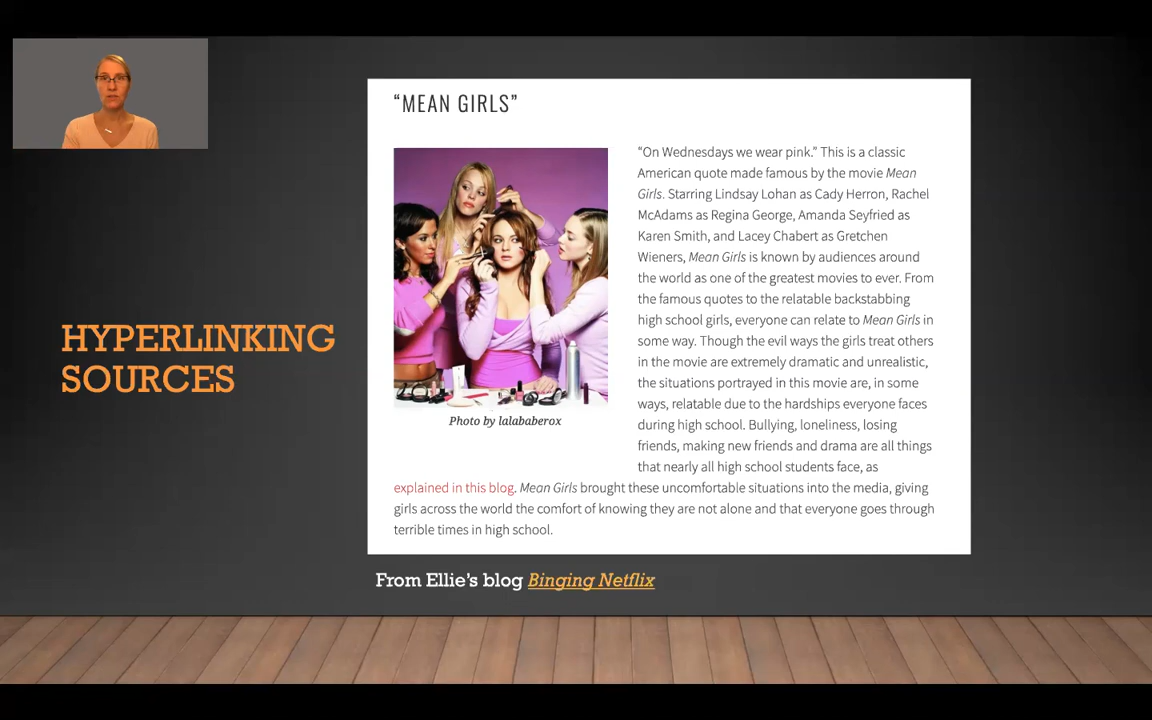 HYPERLINKING
SOURCES
“MEAN GIRLS”
Photo by lalababerox
“On Wednesdays we wear pink.” This is a classic
American quote made famous by the movie Mean
Girls. Starring Lindsay Lohan as Cady Herron, Rachel
McAdams as Regina George, Amanda Seyfried as
Karen Smith, and Lacey Chabert as Gretchen
Wieners, Mean Girls is known by audiences around
the world as one of the greatest movies to ever. From
the famous quotes to the relatable backstabbing
high school girls, everyone can relate to Mean Girls in
some way. Though the evil ways the girls treat others
in the movie are extremely dramatic and unrealistic,
the situations portrayed in this movie are, in some
ways, relatable due to the hardships everyone faces
during high school. Bullying, loneliness, losing
friends, making new friends and drama are all things
that nearly all high school students face, as
explained in this blog. Mean Girls brought these uncomfortable situations into the media, giving
girls across the world the comfort of knowing they are not alone and that everyone goes through
terrible times in high school.
From Ellie’s blog Binging Netflix